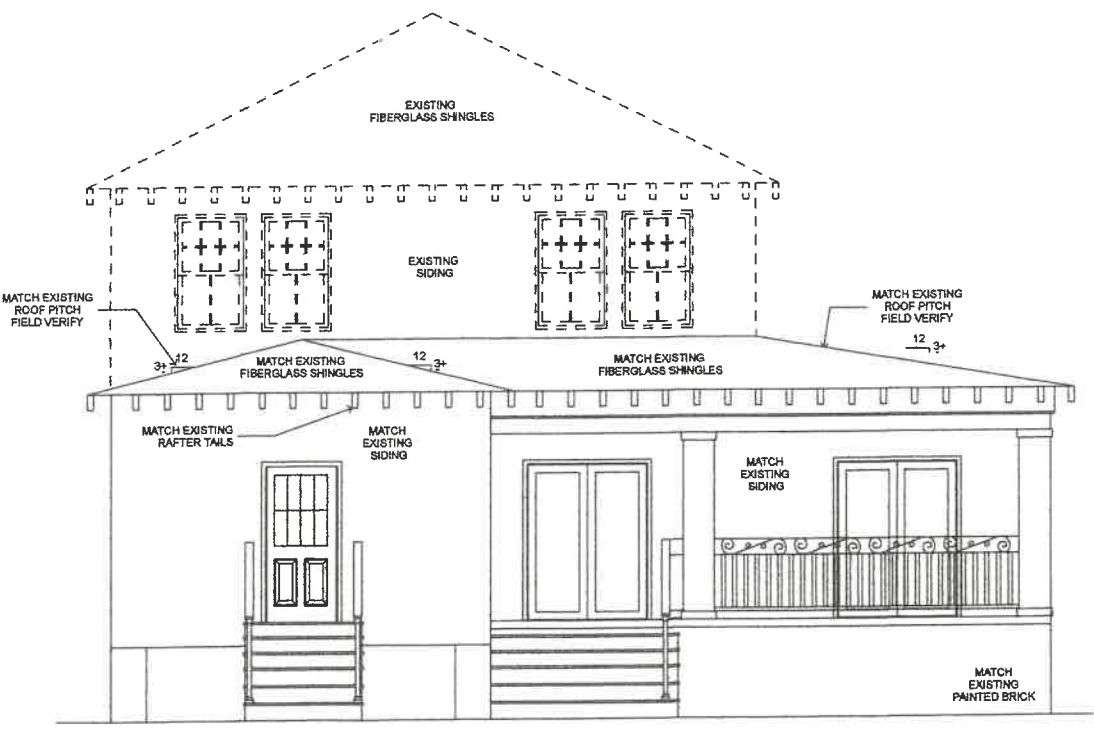 EXISTING
FIBERGLASS SHINGLES
EXISTING
SIDING
MATCH EXISTING
ROOF PITCH
FIELD VERIFY
MATCH EXISTING
ROOF PITCH
FIELD VERIFY
12
3+
MATCH EXISTING
FIBERGLASS SHINGLES
12
3+
MATCH EXISTING
FIBERGLASS SHINGLES
12
3+
MATCH EXISTING
RAFTER TAILS
MATCH
EXISTING
SIDING
MATCH
EXISTING
SIDING
MATCH
EXISTING
PAINTED BRICK